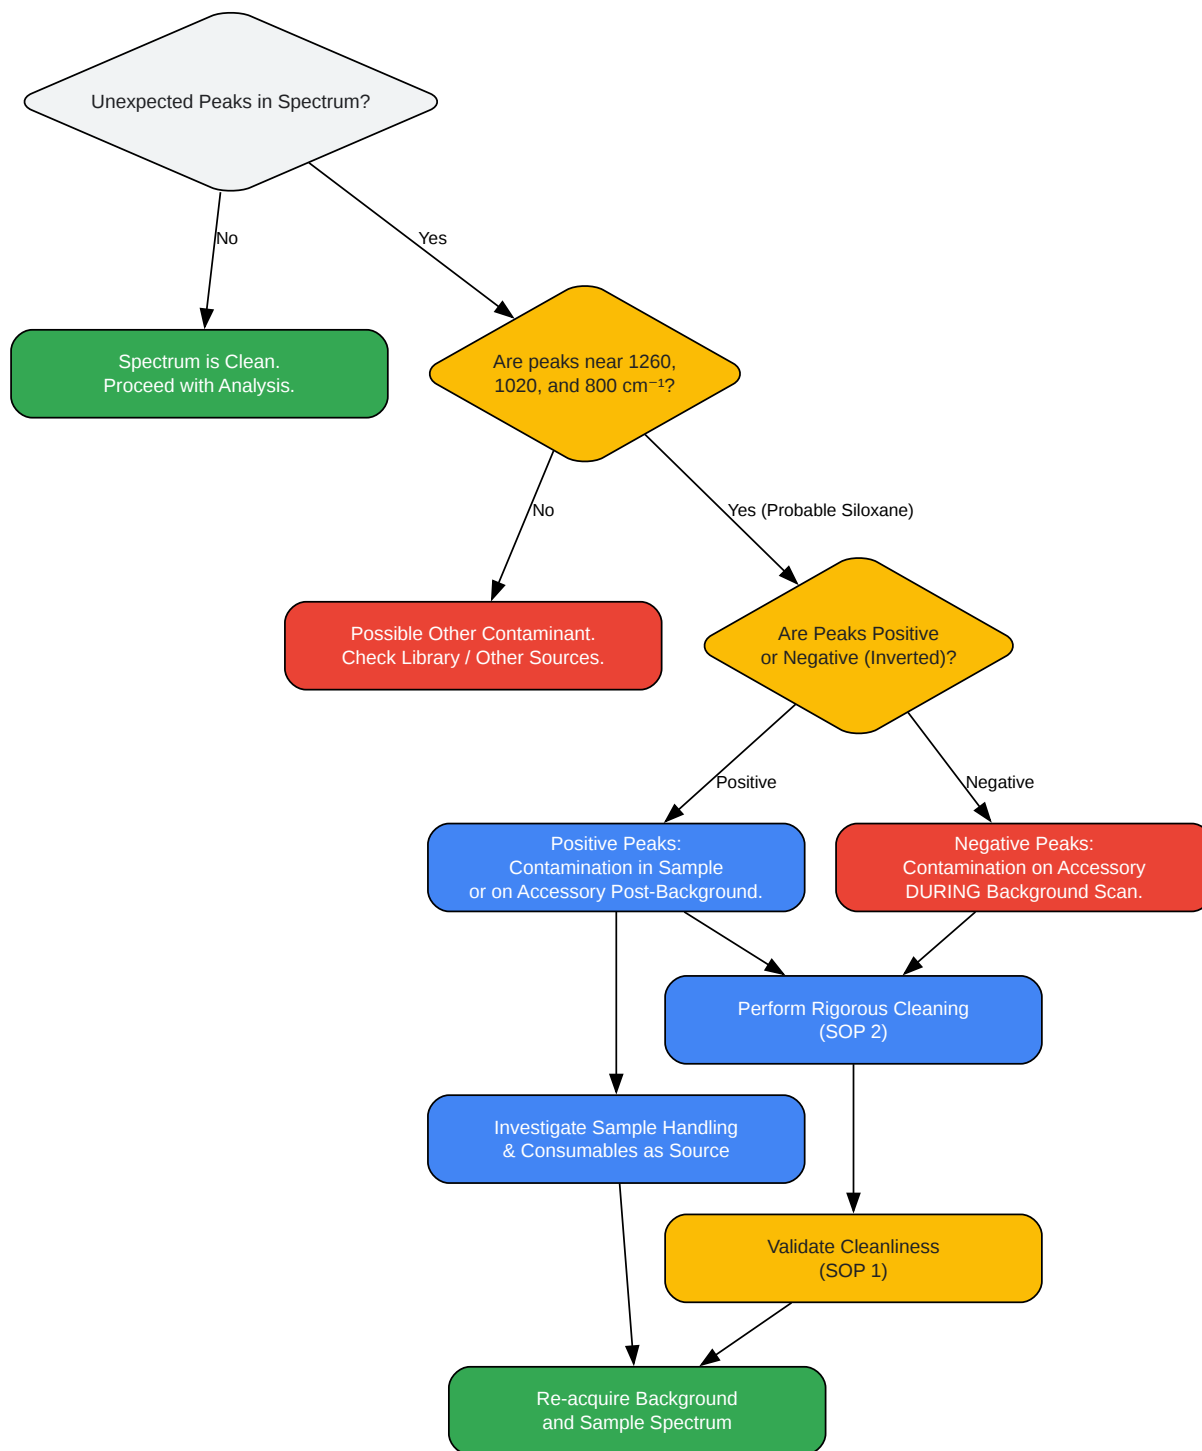 Unexpected Peaks in Spectrum?
No
Yes
Spectrum is Clean.
Proceed with Analysis.
Are peaks near 1260,
1020, and 800 cm⁻¹?
No
Yes (Probable Siloxane)
Possible Other Contaminant.
Check Library / Other Sources.
Are Peaks Positive
or Negative (Inverted)?
Positive
Negative
Positive Peaks:
Contamination in Sample
or on Accessory Post-Background.
Negative Peaks:
Contamination on Accessory
DURING Background Scan.
Perform Rigorous Cleaning
(SOP 2)
Investigate Sample Handling
& Consumables as Source
Validate Cleanliness
(SOP 1)
Re-acquire Background
and Sample Spectrum